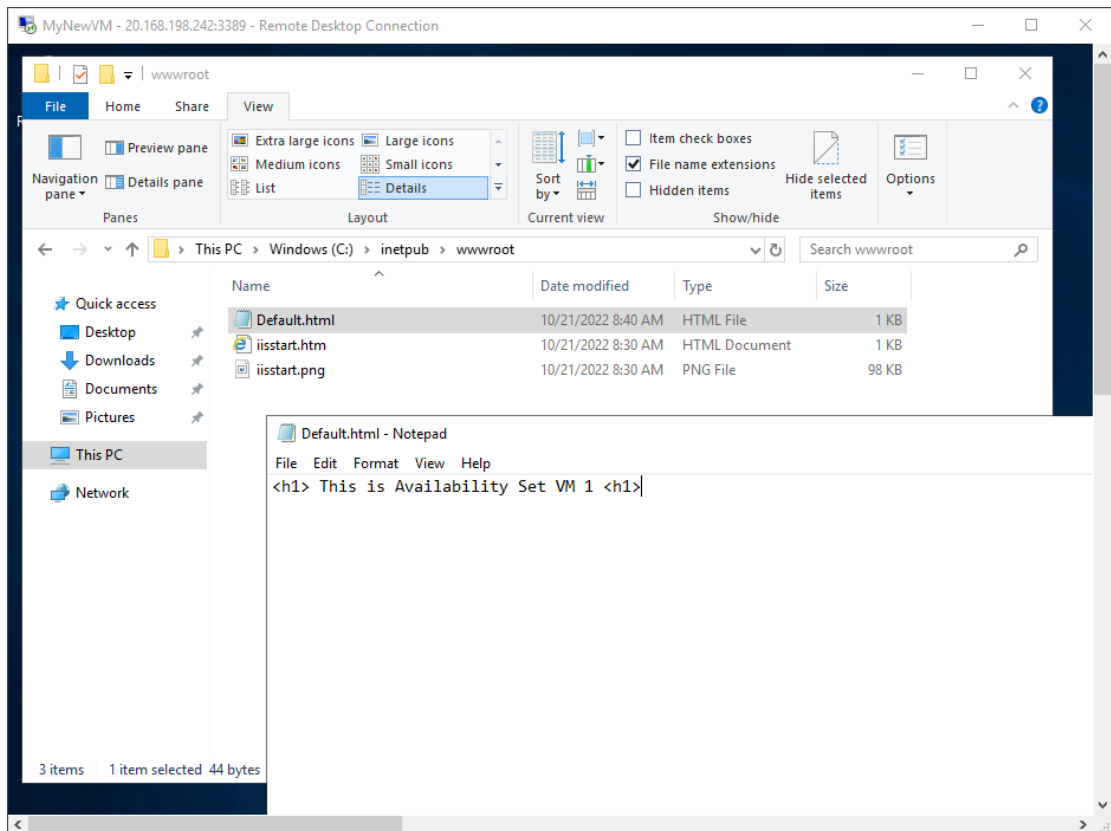 MyNewVM - 20.168.198.242:3389 - Remote Desktop Connection
wwwroot
File Home Share View
Navigation pane
Preview pane
Details pane
Panes
Extra large icons Large icons
Medium icons Small icons
List Details
Layout
Sort by
Current view
Item check boxes
File name extensions
Hidden items
Hide selected items
Show/hide
Options
This PC > Windows (C:) > inetpub > wwwroot
Search wwwroot
Name Date modified Type Size
Quick access
Desktop
Downloads
Documents
Pictures
This PC
Network
Default.html 10/21/2022 8:40 AM HTML File 1 KB
iisstart.htm 10/21/2022 8:30 AM HTML Document 1 KB
iisstart.png 10/21/2022 8:30 AM PNG File 98 KB
Default.html - Notepad
File Edit Format View Help
<h1> This is Availability Set VM 1 <h1>
3 items 1 item selected 44 bytes